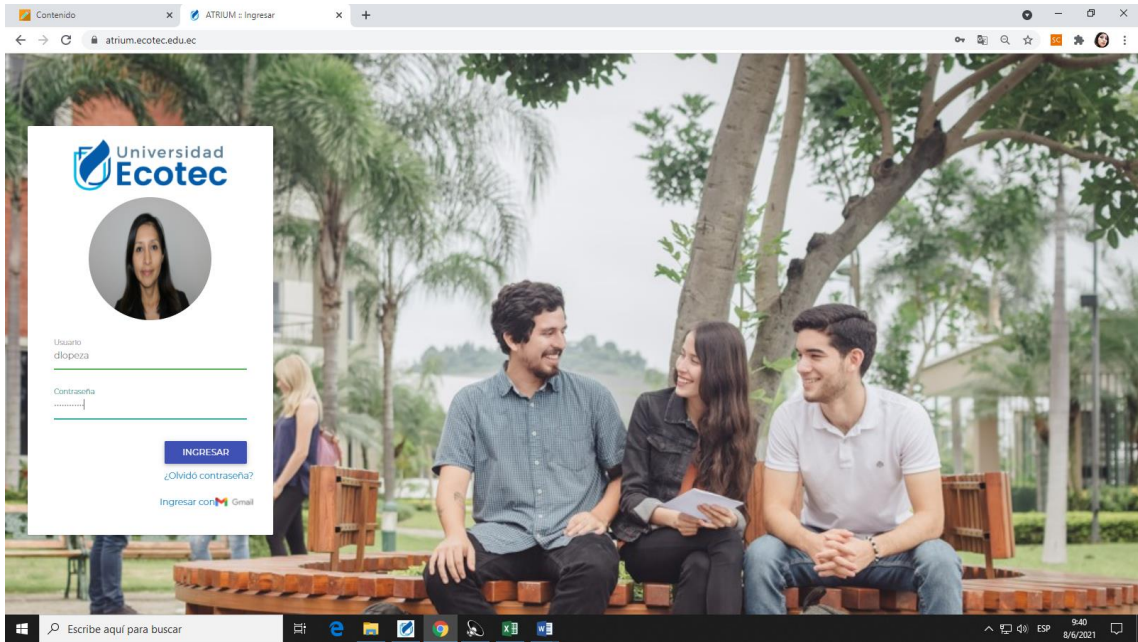 Contenido
ATRIUM :: Ingresar
atrium.ecotec.edu.ec
SC
Universidad
Ecotec
Usuario
dlopeza
Contraseña
············
INGRESAR
¿Olvidó contraseña?
Ingresar con Gmail
Escribe aquí para buscar
ESP
9:40
8/6/2021